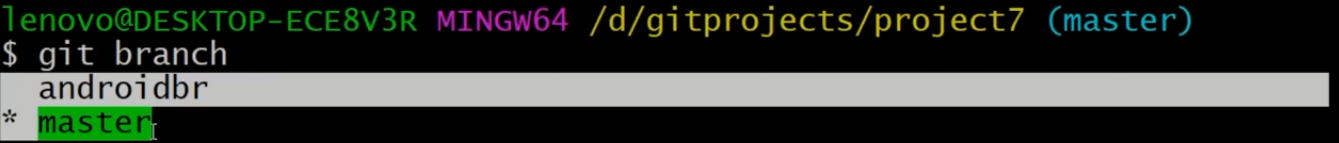 lenovo@DESKTOP-ECE8V3R MINGW64 /d/gitprojects/project7 (master)
$ git branch
  androidbr
* master